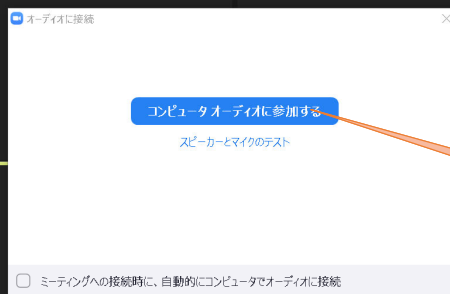 オーディオに接続
コンピュータ オーディオに参加する
スピーカーとマイクのテスト
ミーティングへの接続時に、自動的にコンピュータでオーディオに接続